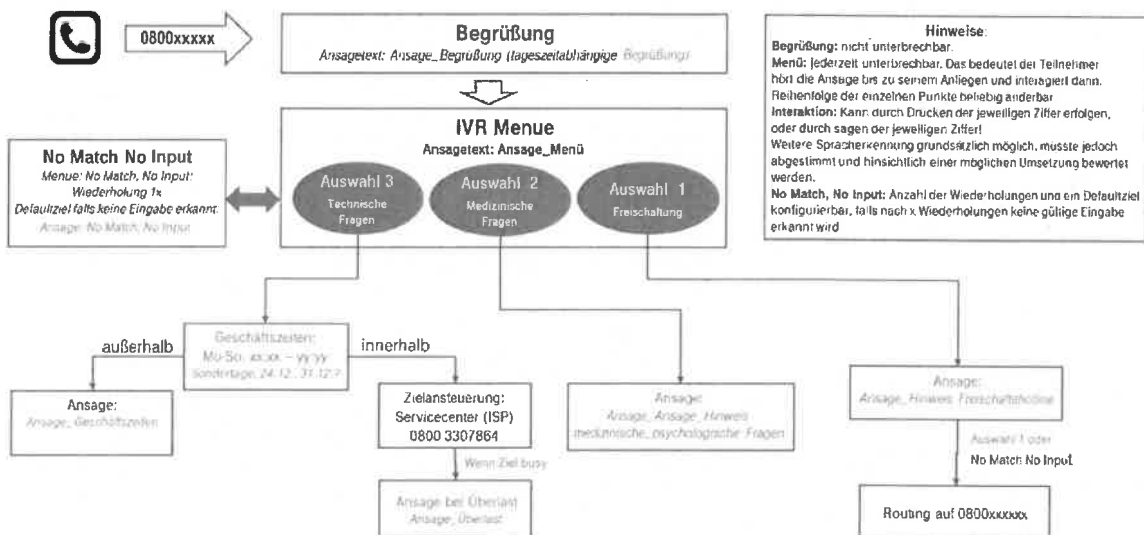 0800xxxxx
Begrüßung
Ansagetext: Ansage_Begrüßung (tageszeitabhängige Begrüßung)
Hinweise:
Begrüßung: nicht unterbrechbar.
Menü: jederzeit unterbrechbar. Das bedeutet der Teilnehmer
hört die Ansage bis zu seinem Anliegen und interagiert dann.
Reihenfolge der einzelnen Punkte beliebig änderbar
Interaktion: Kann durch Drücken der jeweiligen Ziffer erfolgen,
oder durch sagen der jeweiligen Ziffer!
Weitere Spracherkennung grundsätzlich möglich, müsste jedoch
abgestimmt und hinsichtlich einer möglichen Umsetzung bewertet
werden.
No Match, No Input: Anzahl der Wiederholungen und ein Defaultziel
konfigurierbar, falls nach x Wiederholungen keine gültige Eingabe
erkannt wird
IVR Menue
Ansagetext: Ansage_Menü
No Match No Input
Menue: No Match, No Input:
Wiederholung 1x
Defaultziel falls keine Eingabe erkannt.
Ansage: No Match, No Input
Auswahl 3
Technische
Fragen
Auswahl 2
Medizinische
Fragen
Auswahl 1
Freischaltung
außerhalb
Geschäftszeiten:
Mo-So, xx:xx – yy:yy
Sondertage, 24.12., 31.12.?
innerhalb
Ansage:
Ansage_Geschäftszeiten
Zielansteuerung:
Servicecenter (ISP)
0800 3307864
Wenn Ziel busy
Ansage bei Überlast
Ansage_Überlast
Ansage:
Ansage_Ansage_Hinweis
medizinische_psychologische Fragen
Ansage:
Ansage_Hinweis Freischalthotline
Auswahl 1 oder
No Match No Input
Routing auf 0800xxxxxx